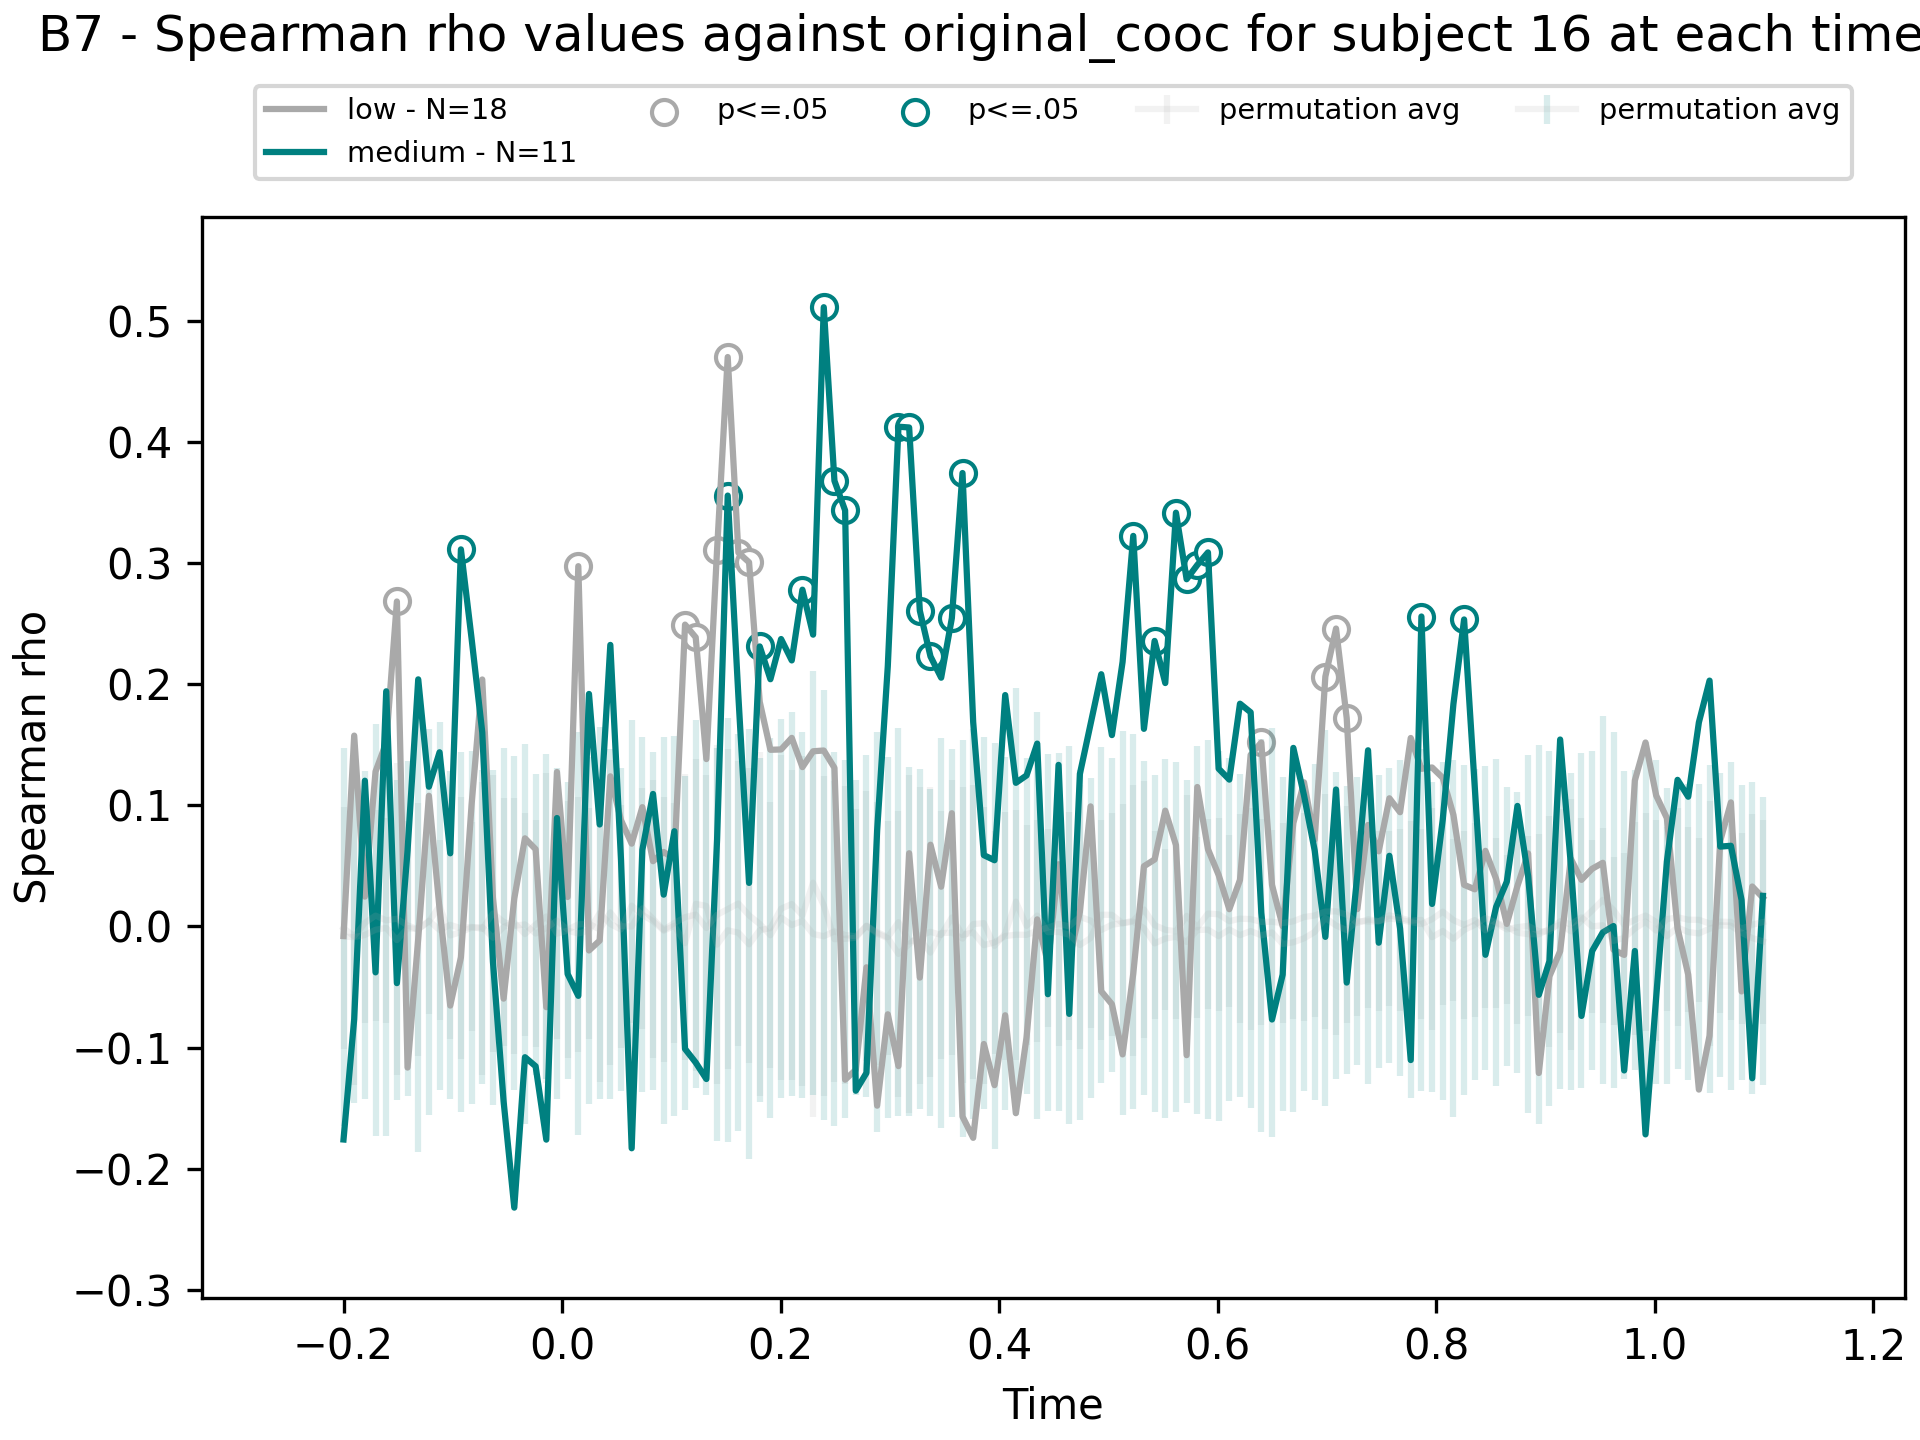 B7 - Spearman rho values against original_cooc for subject 16 at each time
low - N=18
medium - N=11
p<=.05
p<=.05
permutation avg
permutation avg
Spearman rho
0.5
0.4
0.3
0.2
0.1
0.0
−0.1
−0.2
−0.3
−0.2
0.0
0.2
0.4
0.6
0.8
1.0
1.2
Time